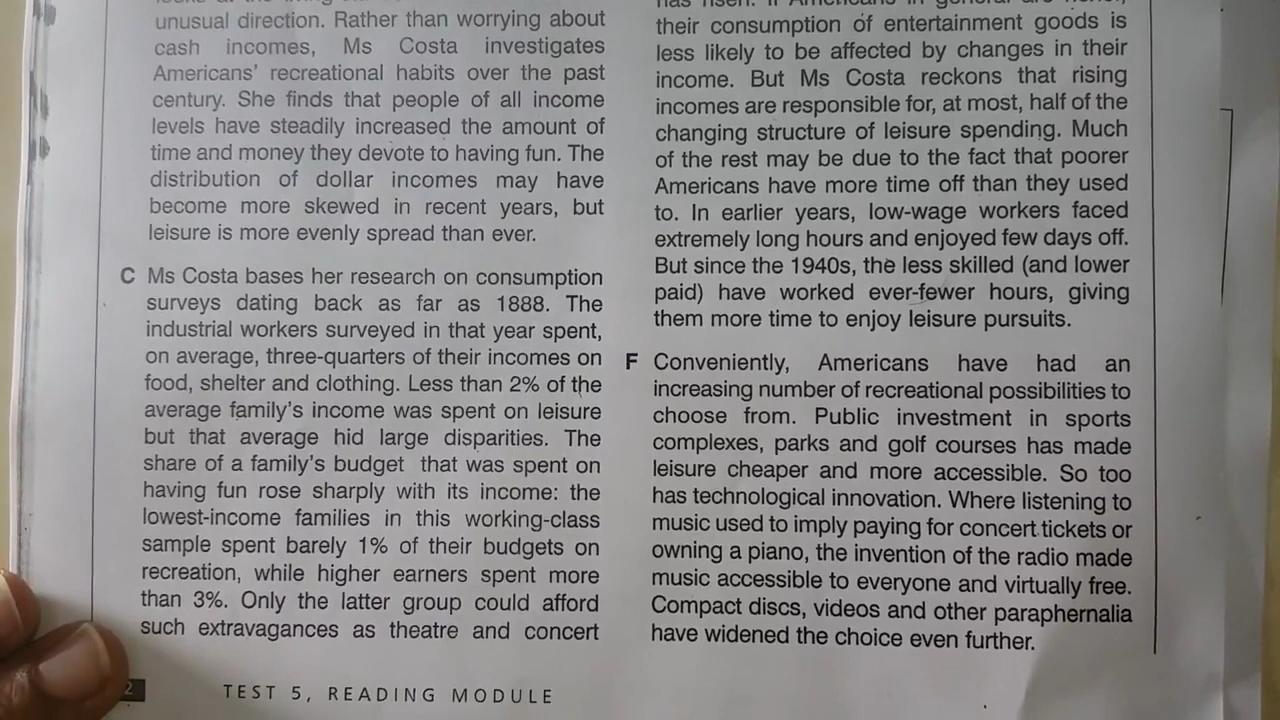 unusual direction. Rather than worrying about
cash incomes, Ms Costa investigates
Americans' recreational habits over the past
century. She finds that people of all income
levels have steadily increased the amount of
time and money they devote to having fun. The
distribution of dollar incomes may have
become more skewed in recent years, but
leisure is more evenly spread than ever.
C Ms Costa bases her research on consumption
surveys dating back as far as 1888. The
industrial workers surveyed in that year spent,
on average, three-quarters of their incomes on
food, shelter and clothing. Less than 2% of the
average family's income was spent on leisure
but that average hid large disparities. The
share of a family's budget that was spent on
having fun rose sharply with its income: the
lowest-income families in this working-class
sample spent barely 1% of their budgets on
recreation, while higher earners spent more
than 3%. Only the latter group could afford
such extravagances as theatre and concert
their consumption of entertainment goods is
less likely to be affected by changes in their
income. But Ms Costa reckons that rising
incomes are responsible for, at most, half of the
changing structure of leisure spending. Much
of the rest may be due to the fact that poorer
Americans have more time off than they used
to. In earlier years, low-wage workers faced
extremely long hours and enjoyed few days off.
But since the 1940s, the less skilled (and lower
paid) have worked ever-fewer hours, giving
them more time to enjoy leisure pursuits.
F Conveniently, Americans have had an
increasing number of recreational possibilities to
choose from. Public investment in sports
complexes, parks and golf courses has made
leisure cheaper and more accessible. So too
has technological innovation. Where listening to
music used to imply paying for concert tickets or
owning a piano, the invention of the radio made
music accessible to everyone and virtually free.
Compact discs, videos and other paraphernalia
have widened the choice even further.
TEST 5, READING MODULE